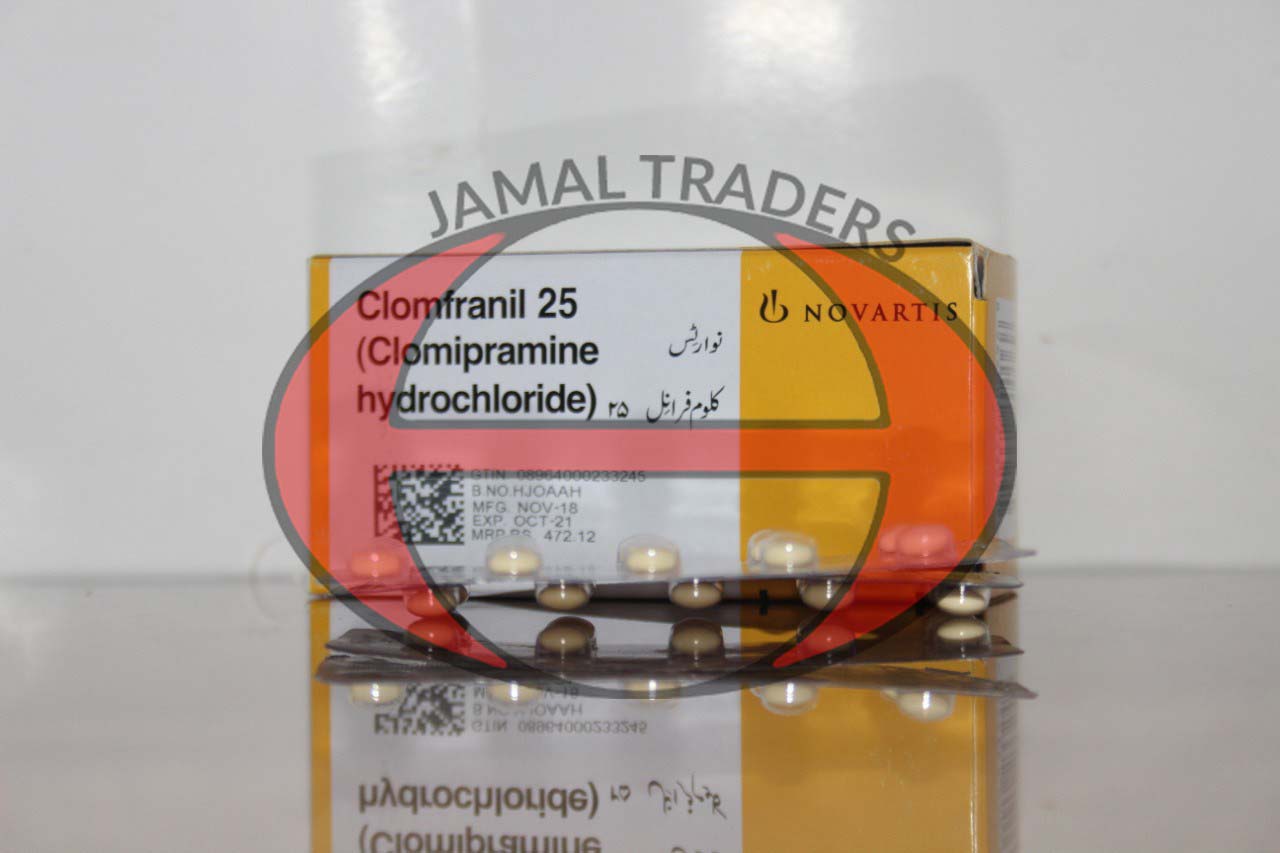 JAMAL TRADERS
Clomfranil 25
(Clomipramine
hydrochloride)
نوارٹس
کلوم فرانِل ۲۵
NOVARTIS
GTIN 08964000233245
B.NO.HJOAAH
MFG. NOV-18
EXP. OCT-21
MRP RS. 472.12